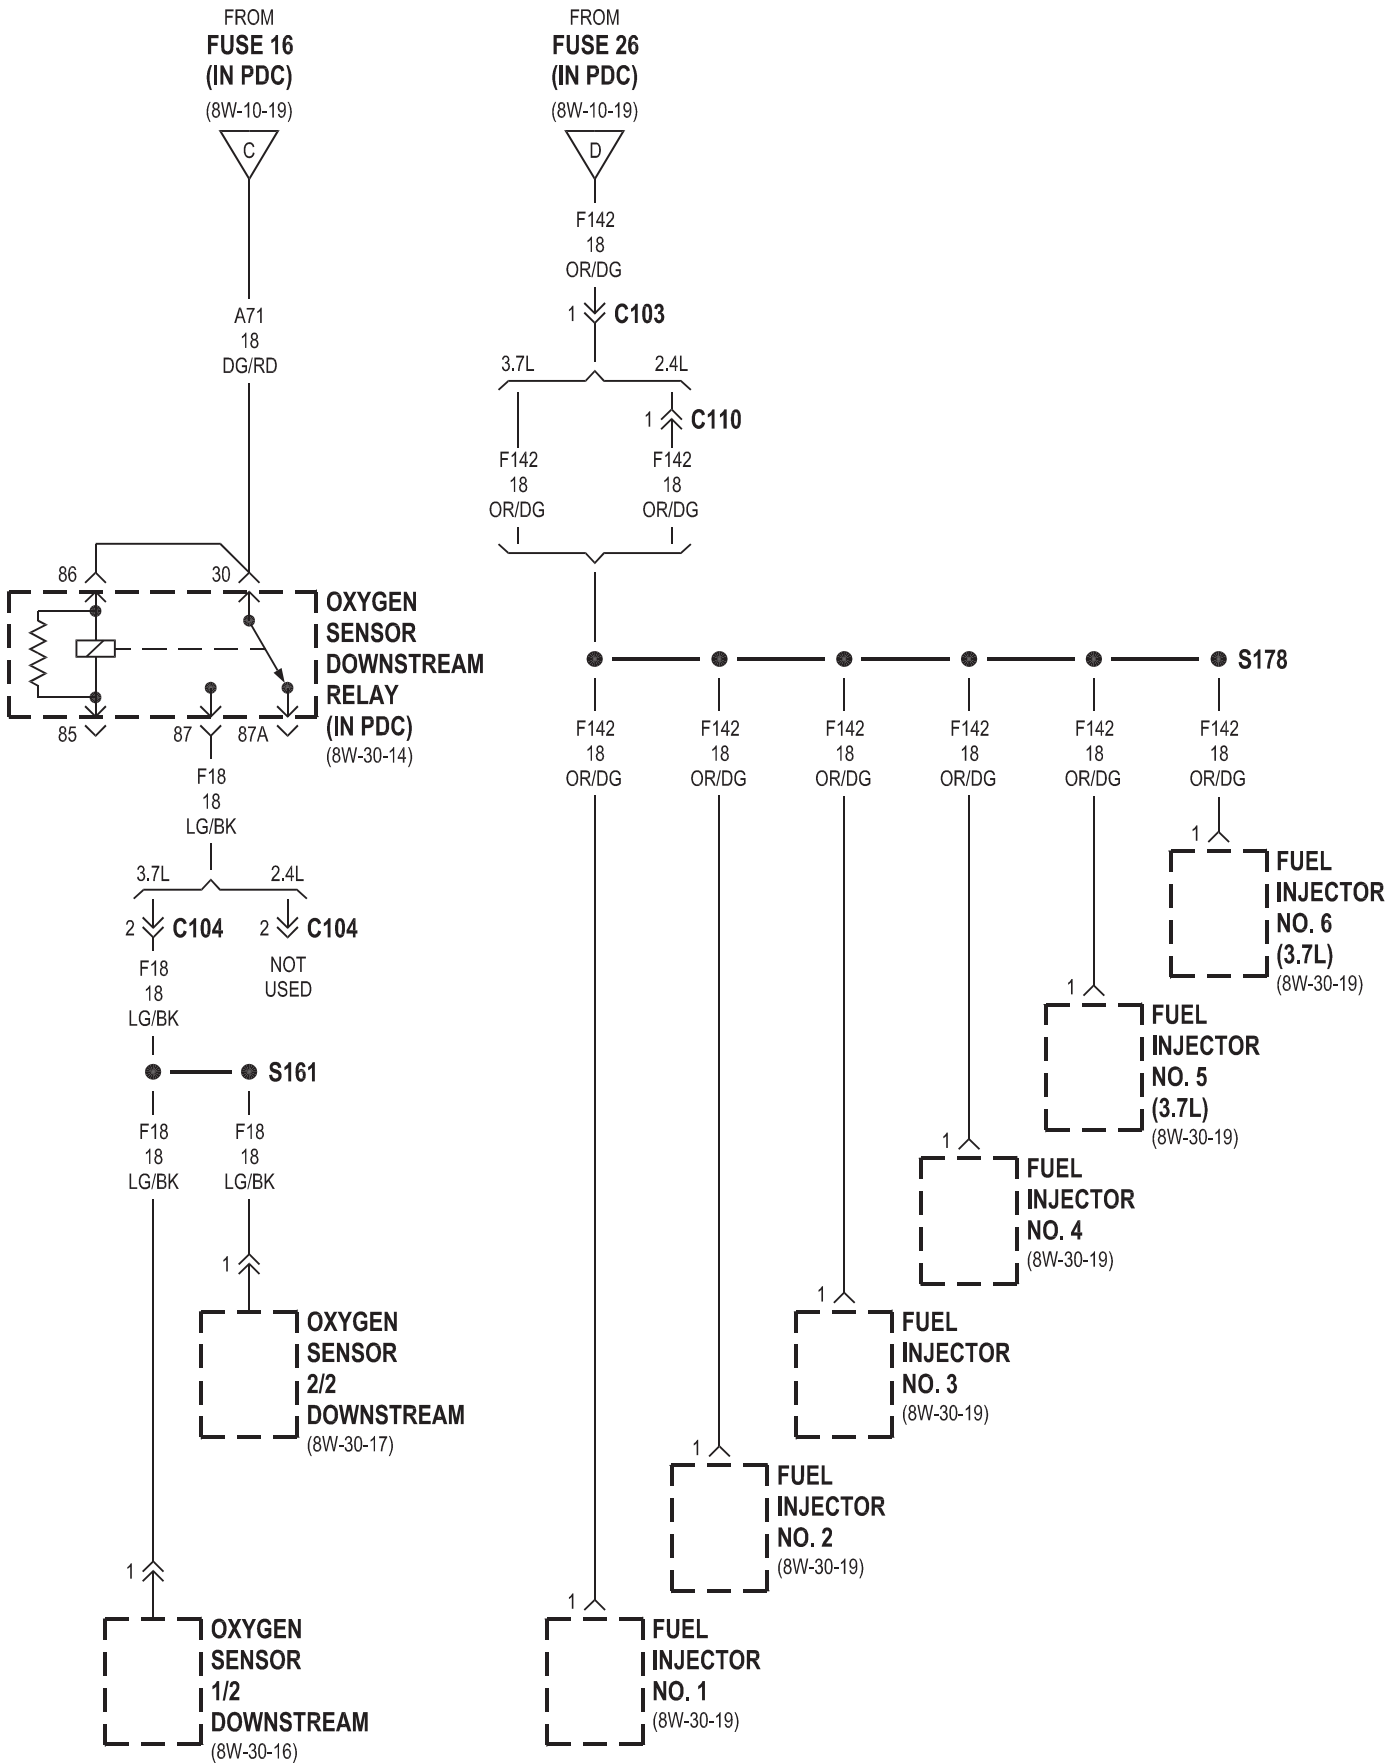 FROM
FUSE 16
(IN PDC)
(8W-10-19)
C
A71
18
DG/RD
86
30
OXYGEN
SENSOR
DOWNSTREAM
RELAY
(IN PDC)
(8W-30-14)
85
87
87A
F18
18
LG/BK
3.7L
2.4L
2
C104
2
C104
F18
18
LG/BK
NOT
USED
S161
F18
18
LG/BK
F18
18
LG/BK
1
OXYGEN
SENSOR
2/2
DOWNSTREAM
(8W-30-17)
1
OXYGEN
SENSOR
1/2
DOWNSTREAM
(8W-30-16)
FROM
FUSE 26
(IN PDC)
(8W-10-19)
D
F142
18
OR/DG
1
C103
3.7L
2.4L
1
C110
F142
18
OR/DG
F142
18
OR/DG
S178
F142
18
OR/DG
F142
18
OR/DG
F142
18
OR/DG
F142
18
OR/DG
F142
18
OR/DG
F142
18
OR/DG
1
FUEL
INJECTOR
NO. 6
(3.7L)
(8W-30-19)
1
FUEL
INJECTOR
NO. 5
(3.7L)
(8W-30-19)
1
FUEL
INJECTOR
NO. 4
(8W-30-19)
1
FUEL
INJECTOR
NO. 3
(8W-30-19)
1
FUEL
INJECTOR
NO. 2
(8W-30-19)
1
FUEL
INJECTOR
NO. 1
(8W-30-19)